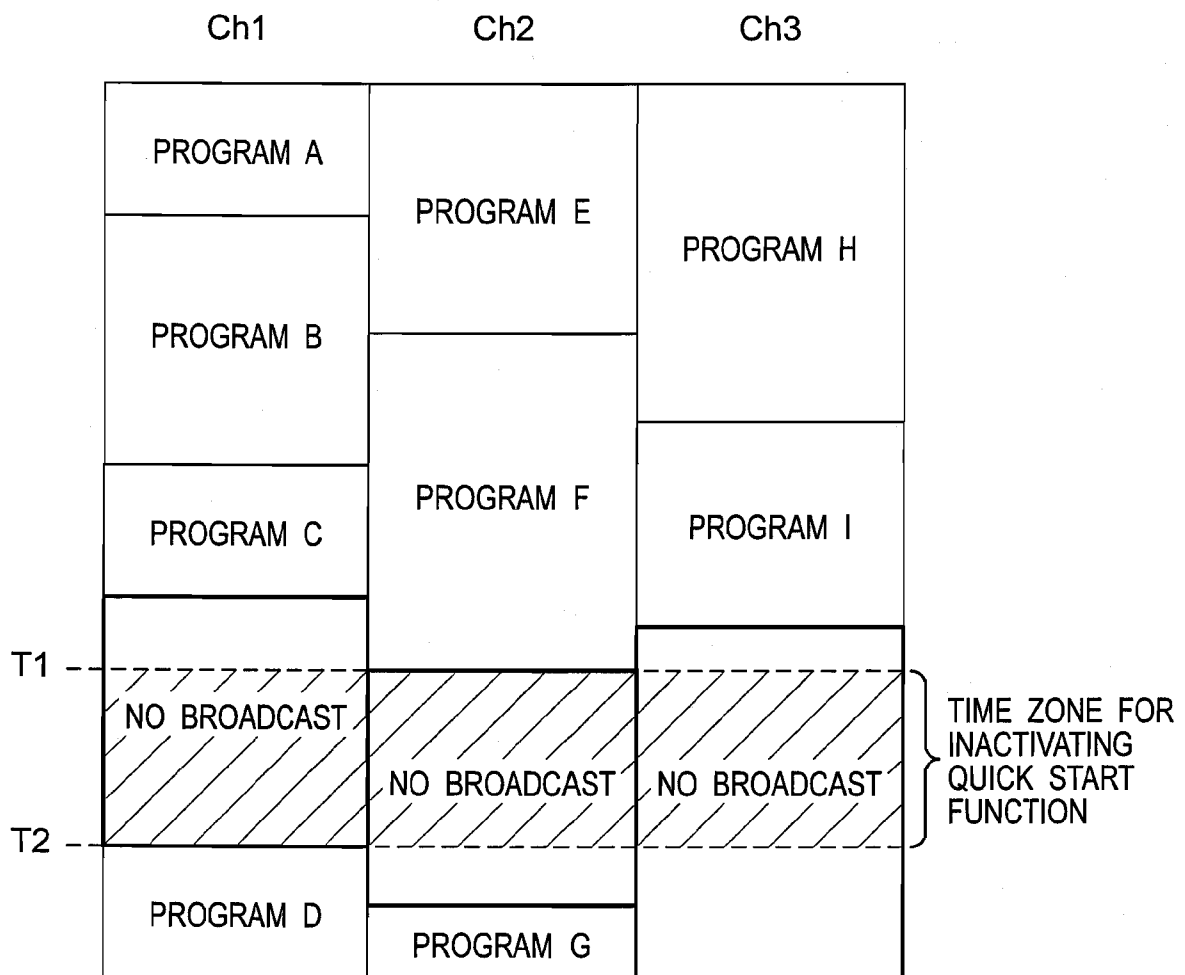 Ch1 Ch2 Ch3
PROGRAM A
PROGRAM E
PROGRAM H
PROGRAM B
PROGRAM F
PROGRAM C
PROGRAM I
T1
NO BROADCAST
NO BROADCAST
NO BROADCAST
TIME ZONE FOR
INACTIVATING
QUICK START
FUNCTION
T2
PROGRAM D
PROGRAM G